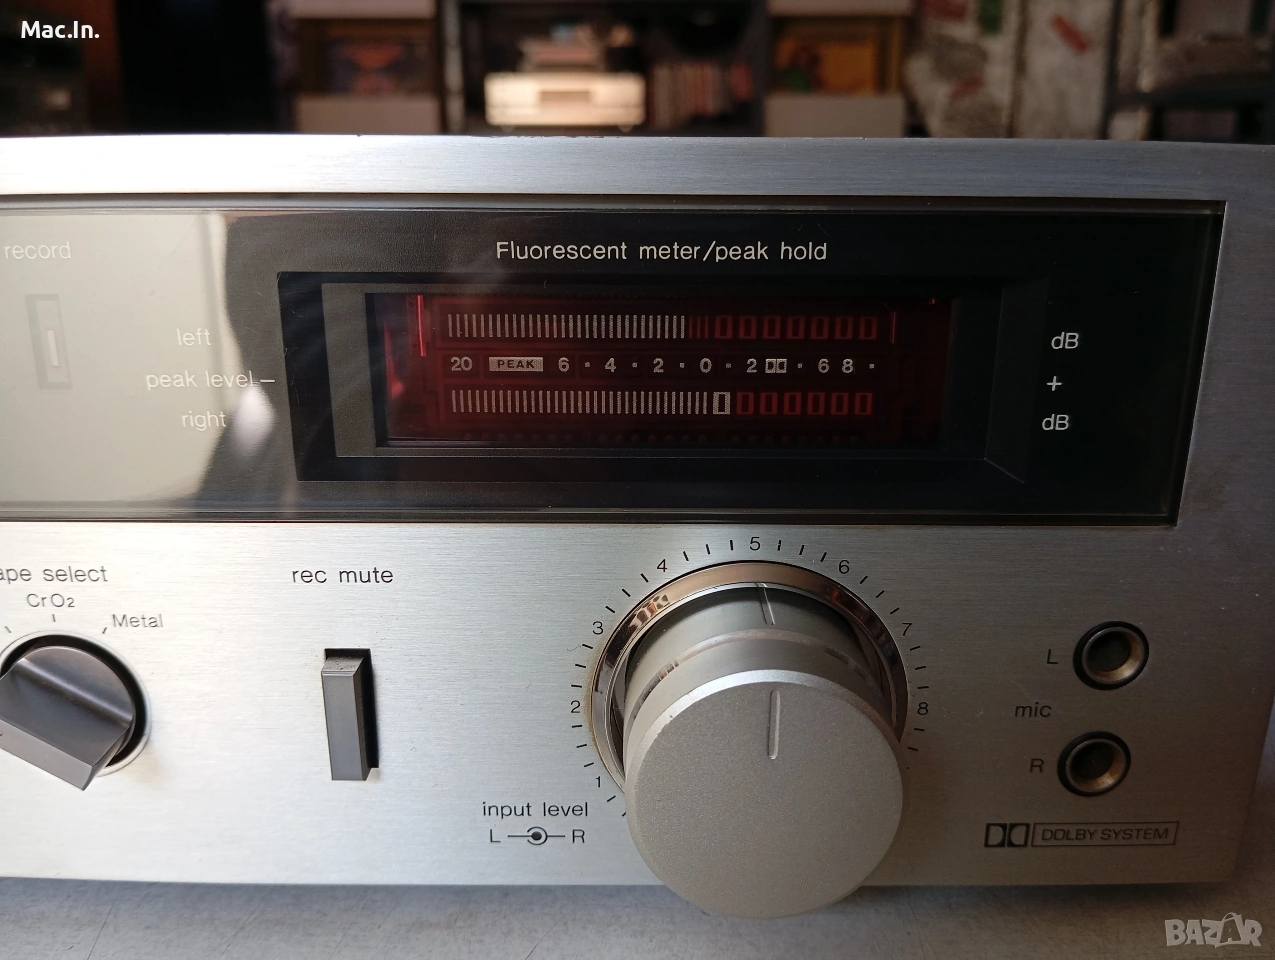 Mac.In.
record
Fluorescent meter/peak hold
left
dB
20 PEAK 6 · 4 · 2 · 0 · 2 · 6 8 ·
peak level –
+
right
dB
ape select
CrO2
Metal
rec mute
1 2 3 4 5 6 7 8
input level
L R
L
mic
R
DOLBY SYSTEM
BAZAR